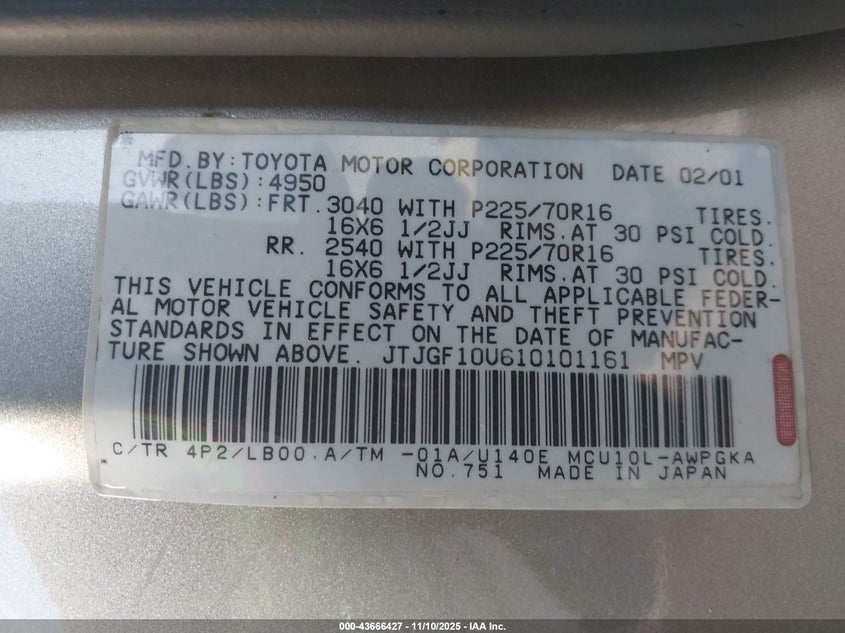 *
MFD. BY: TOYOTA MOTOR CORPORATION DATE 02/01
GVWR(LBS):4950
GAWR(LBS):FRT. 3040 WITH P225/70R16 TIRES.
16X6 1/2JJ RIMS.AT 30 PSI COLD.
RR. 2540 WITH P225/70R16 TIRES.
16X6 1/2JJ RIMS.AT 30 PSI COLD.
THIS VEHICLE CONFORMS TO ALL APPLICABLE FEDER-
AL MOTOR VEHICLE SAFETY AND THEFT PREVENTION
STANDARDS IN EFFECT ON THE DATE OF MANUFAC-
TURE SHOWN ABOVE. JTJGF10U610101161 MPV
C/TR 4P2/LB00 A/TM -01A/U140E MCU10L-AWPGKA
* NO.751 MADE IN JAPAN
000-43666427 - 11/10/2025 - IAA Inc.